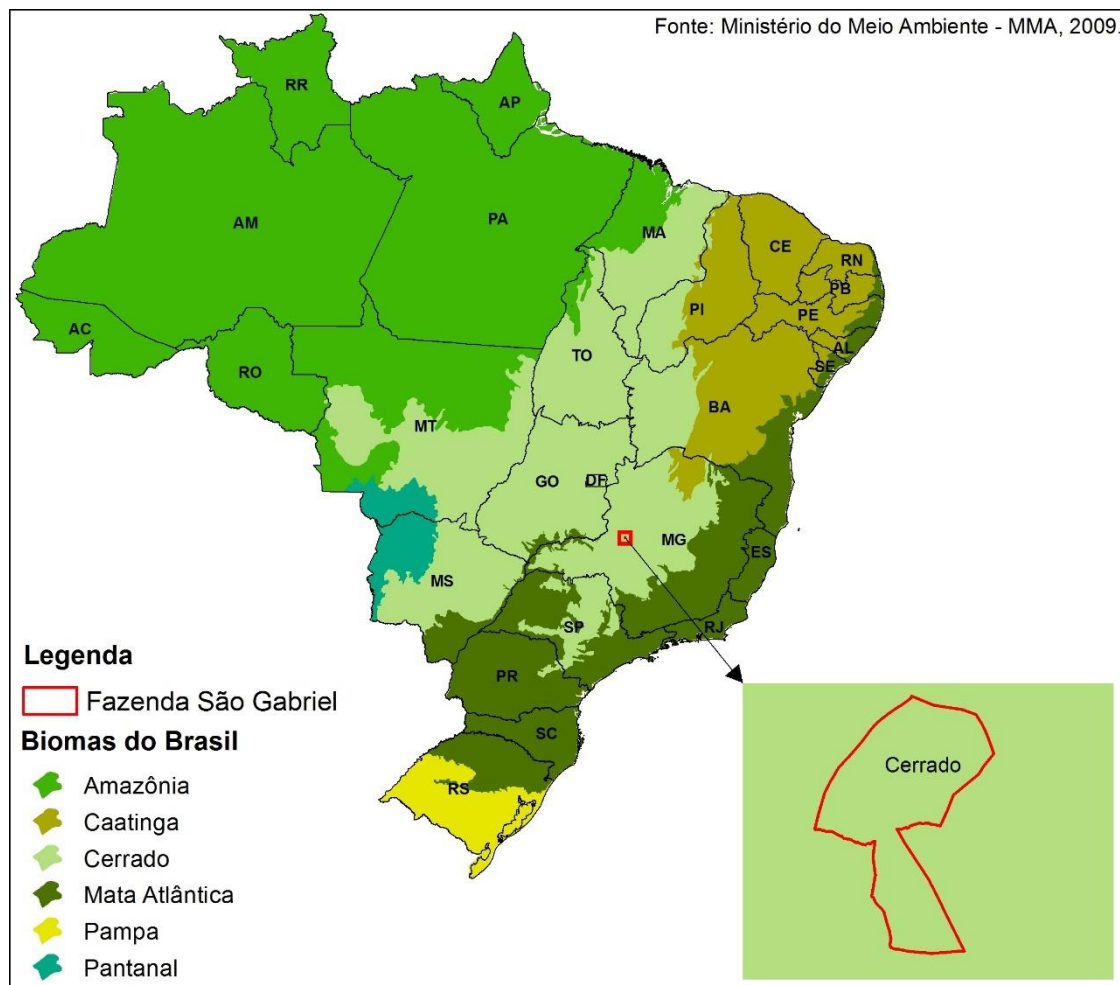 Fonte: Ministério do Meio Ambiente - MMA, 2009.
RR
AP
AM
PA
MA
CE
RN
PB
PI
PE
AC
AL
TO
SE
RO
BA
MT
GO
DF
MG
ES
MS
SP
RJ
PR
SC
RS
Legenda
Fazenda São Gabriel
Biomas do Brasil
Amazônia
Caatinga
Cerrado
Mata Atlântica
Pampa
Pantanal
Cerrado